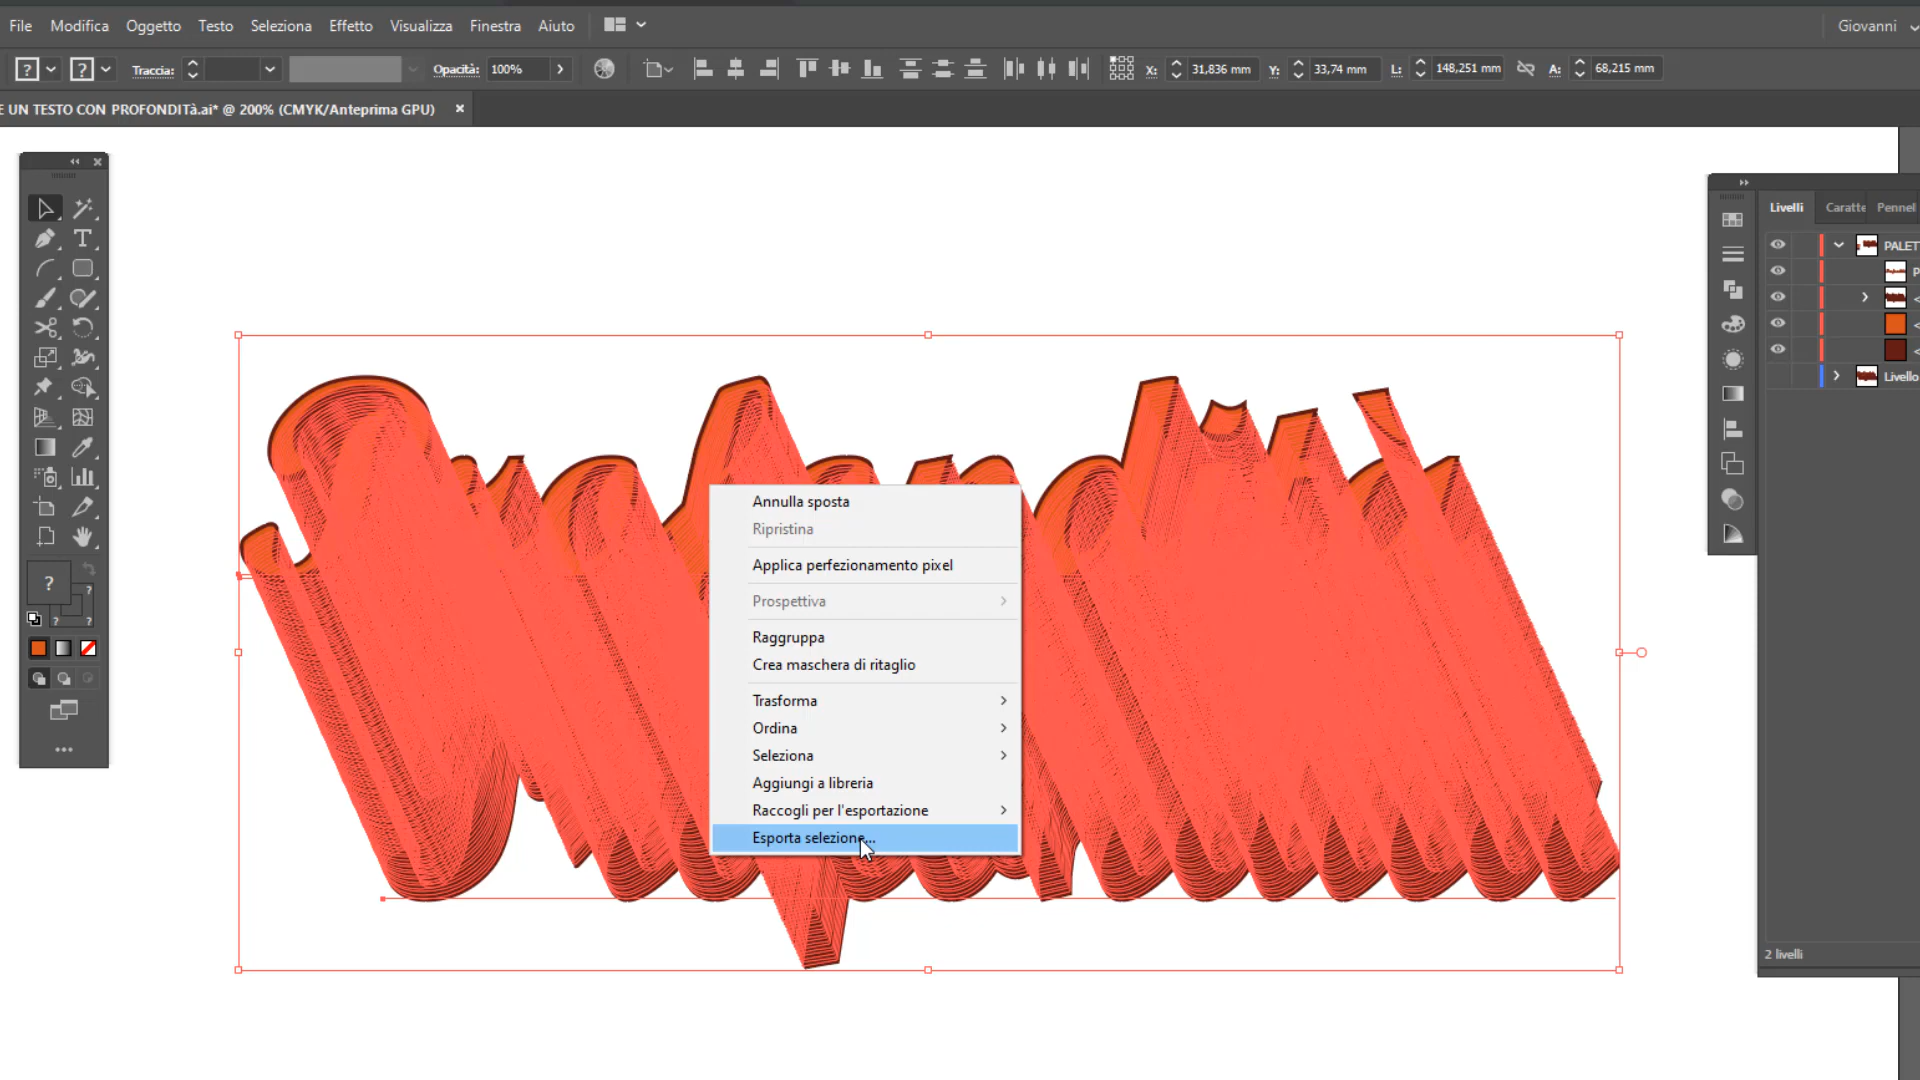 File Modifica Oggetto Testo Seleziona Effetto Visualizza Finestra Aiuto Giovanni
Traccia: Opacità: 100% X: 31,836 mm Y: 33,74 mm L: 148,251 mm A: 68,215 mm
E UN TESTO CON PROFONDITà.ai* @ 200% (CMYK/Anteprima GPU)
Livelli Caratte Pennel
PALET
P
<
<
<
Livello
2 livelli
Annulla sposta
Ripristina
Applica perfezionamento pixel
Prospettiva
Raggruppa
Crea maschera di ritaglio
Trasforma
Ordina
Seleziona
Aggiungi a libreria
Raccogli per l'esportazione
Esporta selezione...